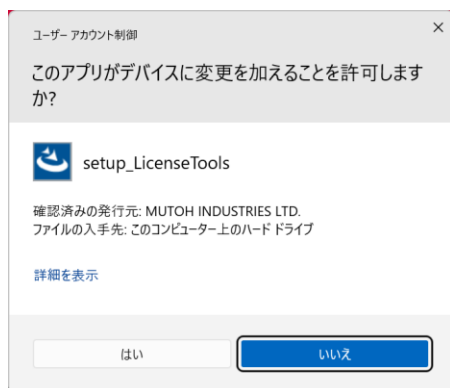 ユーザー アカウント制御
このアプリがデバイスに変更を加えることを許可します
か?
setup_LicenseTools
確認済みの発行元: MUTOH INDUSTRIES LTD.
ファイルの入手先: このコンピューター上のハード ドライブ
詳細を表示
はい
いいえ